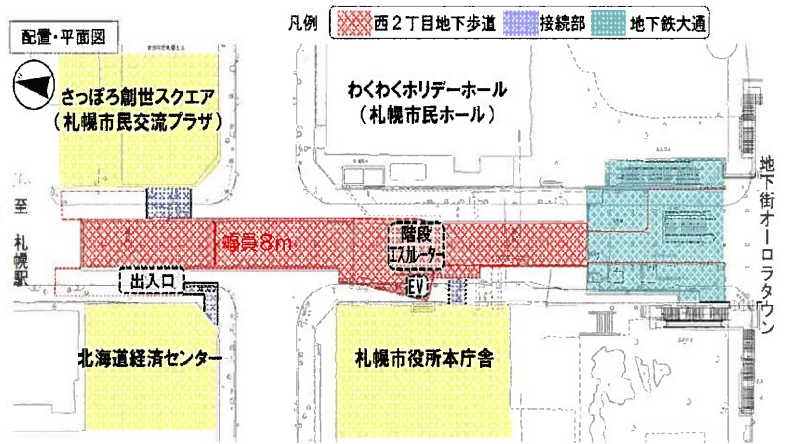 配置・平面図
凡例
西２丁目地下歩道
接続部
地下鉄大通
さっぽろ創世スクエア
（札幌市民交流プラザ）
わくわくホリデーホール
（札幌市民ホール）
至 札幌駅
幅員8m
階段
エスカレーター
EV
出入口
地下街オーロラタウン
北海道経済センター
札幌市役所本庁舎